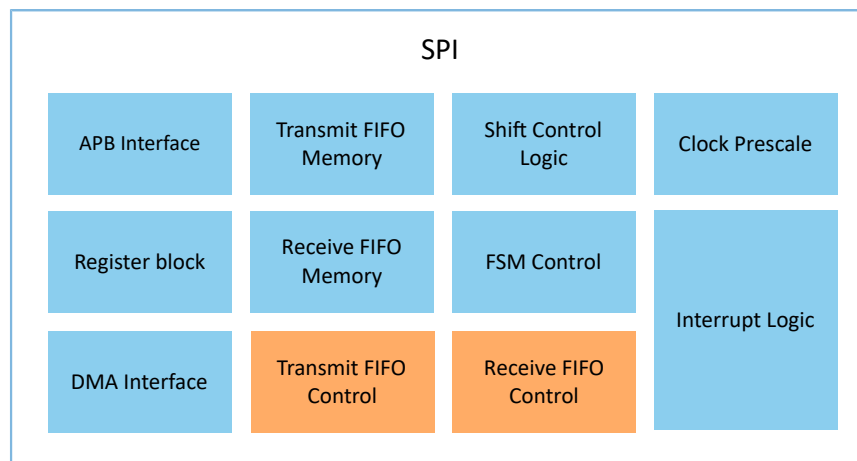 SPI
APB Interface
Transmit FIFO
Memory
Shift Control
Logic
Clock Prescale
Register block
Receive FIFO
Memory
FSM Control
Interrupt Logic
DMA Interface
Transmit FIFO
Control
Receive FIFO
Control